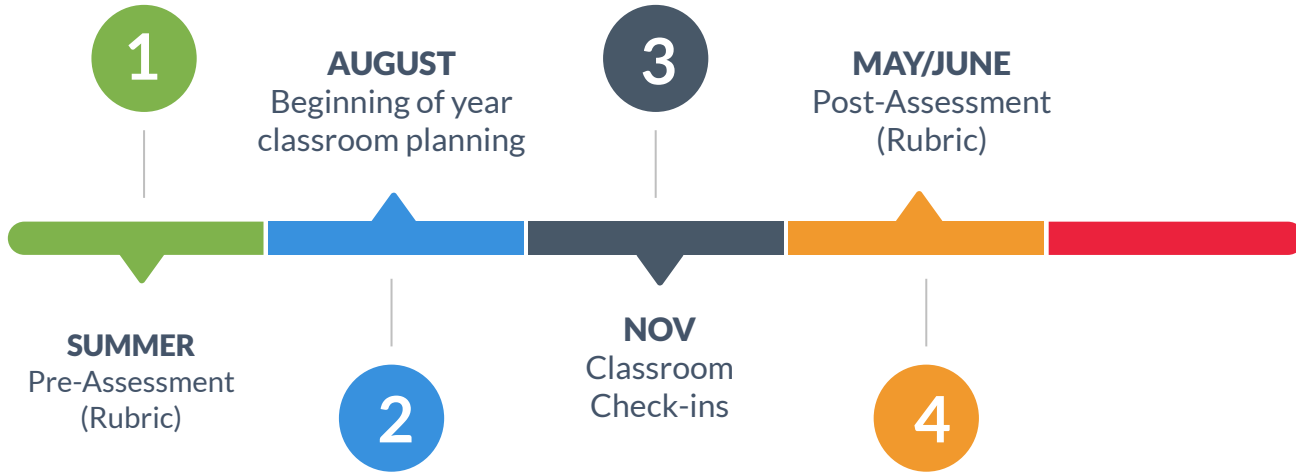 1
SUMMER
Pre-Assessment
(Rubric)
AUGUST
Beginning of year
classroom planning
2
3
NOV
Classroom
Check-ins
MAY/JUNE
Post-Assessment
(Rubric)
4